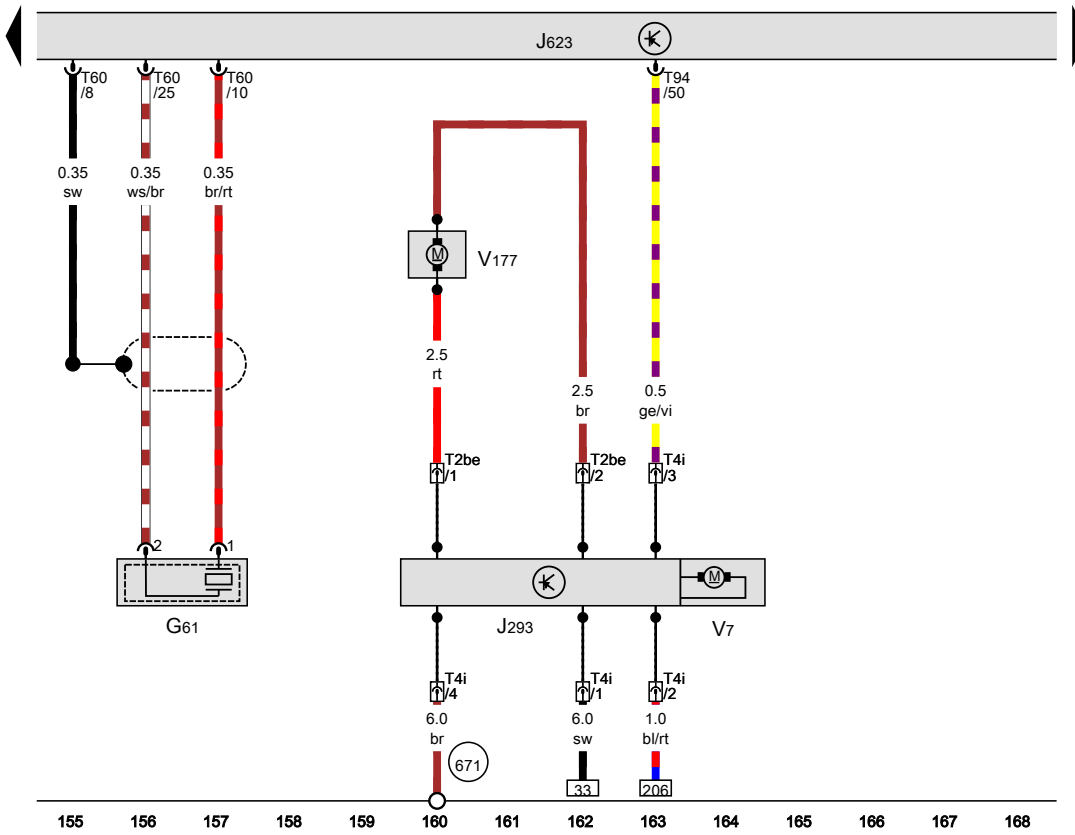 J623
T60
/8
T60
/25
T60
/10
T94
/50
0.35
sw
0.35
ws/br
0.35
br/rt
M
V177
2.5
rt
2.5
br
0.5
ge/vi
T2be
/1
T2be
/2
T4i
/3
2
1
M
G61
J293
V7
T4i
/4
T4i
/1
T4i
/2
6.0
br
6.0
sw
1.0
bl/rt
671
33
206
155 156 157 158 159 160 161 162 163 164 165 166 167 168